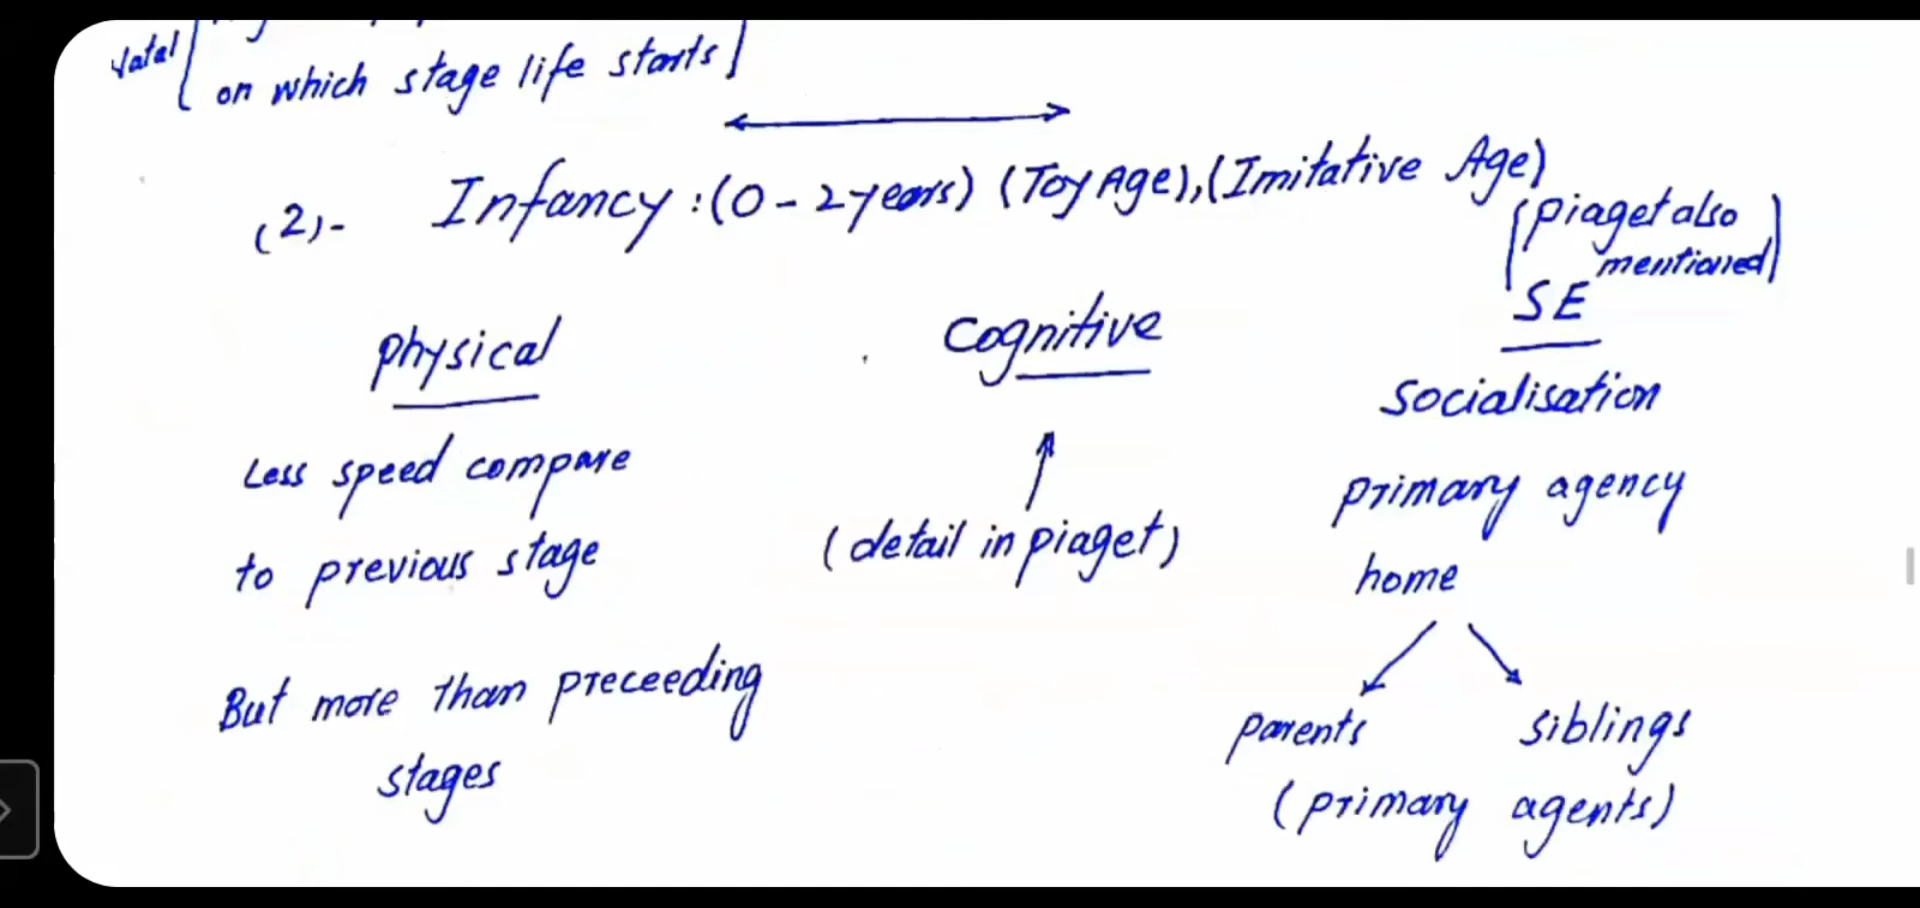 on which stage life starts]
(2)- Infancy : (0 - 2 years) (Toy Age), (Imitative Age)
[piaget also
mentioned]
physical
Cognitive
SE
Less speed compare
to previous stage
But more than preceeding
stages
(detail in piaget)
Socialisation
primary agency
home
parents
siblings
(primary agents)